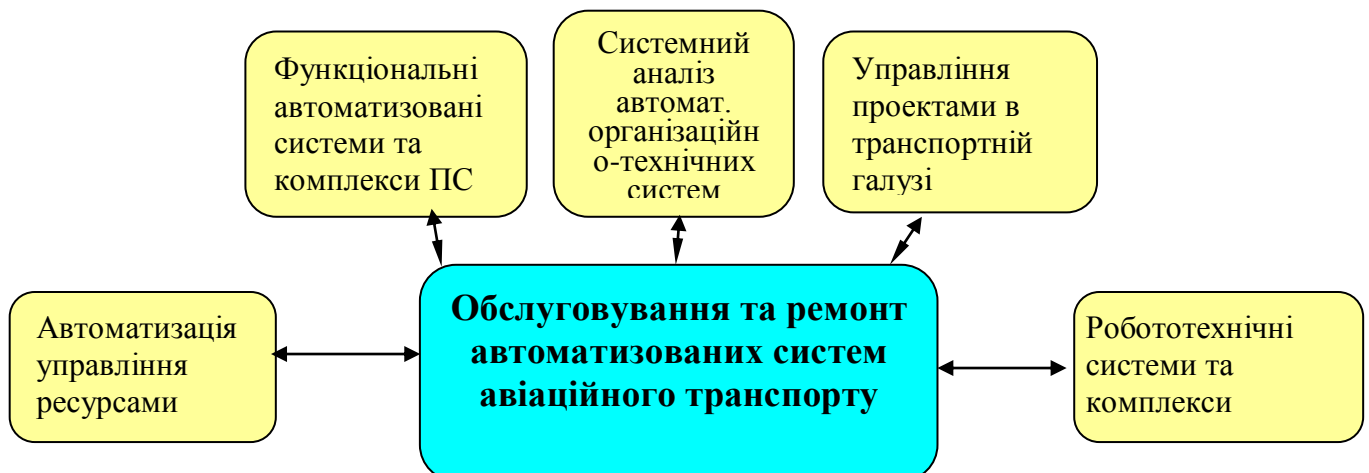 Функціональні
автоматизовані
системи та
комплекси ПС
Системний
аналіз
автомат.
організаційн
о-технічних
систем
Управління
проектами в
транспортній
галузі
Автоматизація
управління
ресурсами
Обслуговування та ремонт
автоматизованих систем
авіаційного транспорту
Робототехнічні
системи та
комплекси